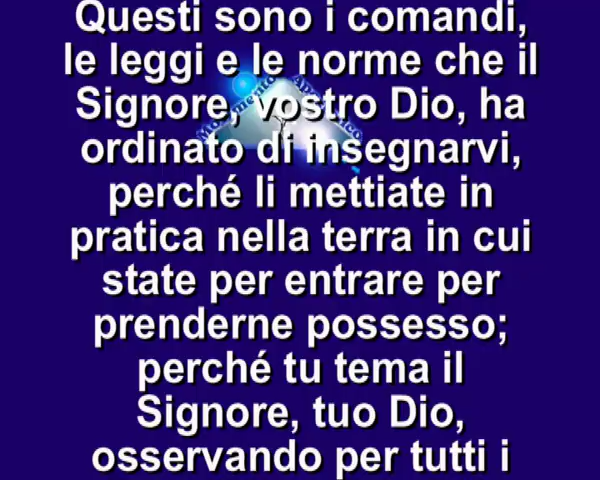 Questi sono i comandi,
le leggi e le norme che il
Signore, vostro Dio, ha
ordinato di insegnarvi,
perché li mettiate in
pratica nella terra in cui
state per entrare per
prenderne possesso;
perché tu tema il
Signore, tuo Dio,
osservando per tutti i
Movimento